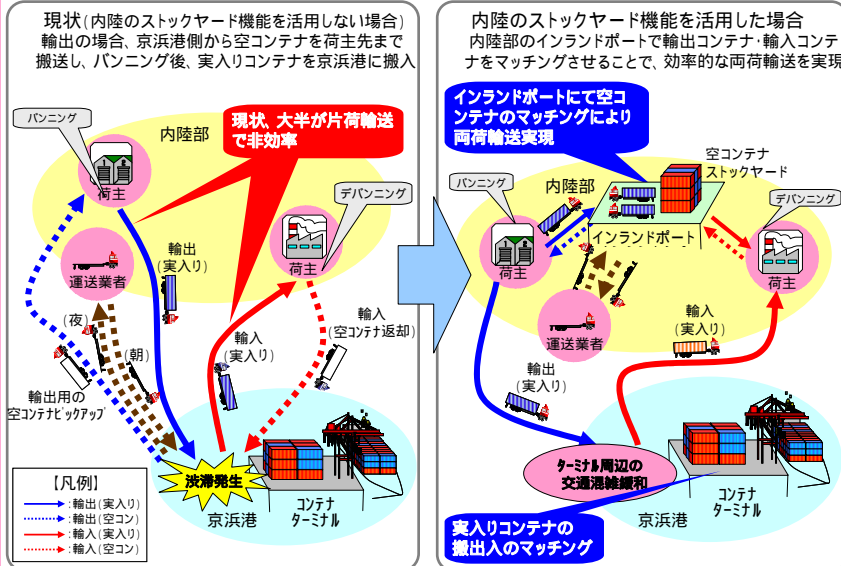 現状(内陸のストックヤード機能を活用しない場合)
輸出の場合、京浜港側から空コンテナを荷主先まで
搬送し、バンニング後、実入りコンテナを京浜港に搬入
バンニング
内陸部
現状、大半が片荷輸送
で非効率
荷主
デバンニング
荷主
運送業者
輸出
(実入り)
(夜)
(朝)
輸入
(実入り)
輸入
(空コンテナ返却)
輸出用の
空コンテナピックアップ
渋滞発生
コンテナ
ターミナル
京浜港
【凡例】
:輸出(実入り)
:輸出(空コン)
:輸入(実入り)
:輸入(空コン)
内陸のストックヤード機能を活用した場合
内陸部のインランドポートで輸出コンテナ・輸入コンテ
ナをマッチングさせることで、効率的な両荷輸送を実現
インランドポートにて空コ
ンテナのマッチングにより
両荷輸送実現
空コンテナ
ストックヤード
バンニング
内陸部
デバンニング
インランドポート
荷主
荷主
運送業者
輸入
(実入り)
輸出
(実入り)
ターミナル周辺の
交通混雑緩和
コンテナ
ターミナル
京浜港
実入りコンテナの
搬出入のマッチング